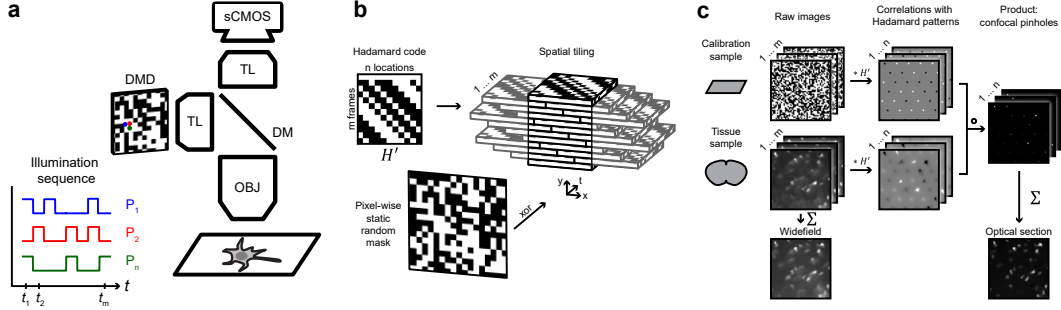 a
sCMOS
TL
DMD
TL
DM
OBJ
Illumination
sequence
P1
P2
Pn
t1 t2 tm t
b
Hadamard code
n locations
m frames
H′
Spatial tiling
1 ... m
y
t
x
Pixel-wise
static
random
mask
xor
c
Raw images
Correlations with
Hadamard patterns
Product:
confocal pinholes
Calibration
sample
1 ... m
* H′
1 ... n
1 ... n
Tissue
sample
1 ... m
* H′
1 ... n
Σ
Σ
Widefield
Optical section